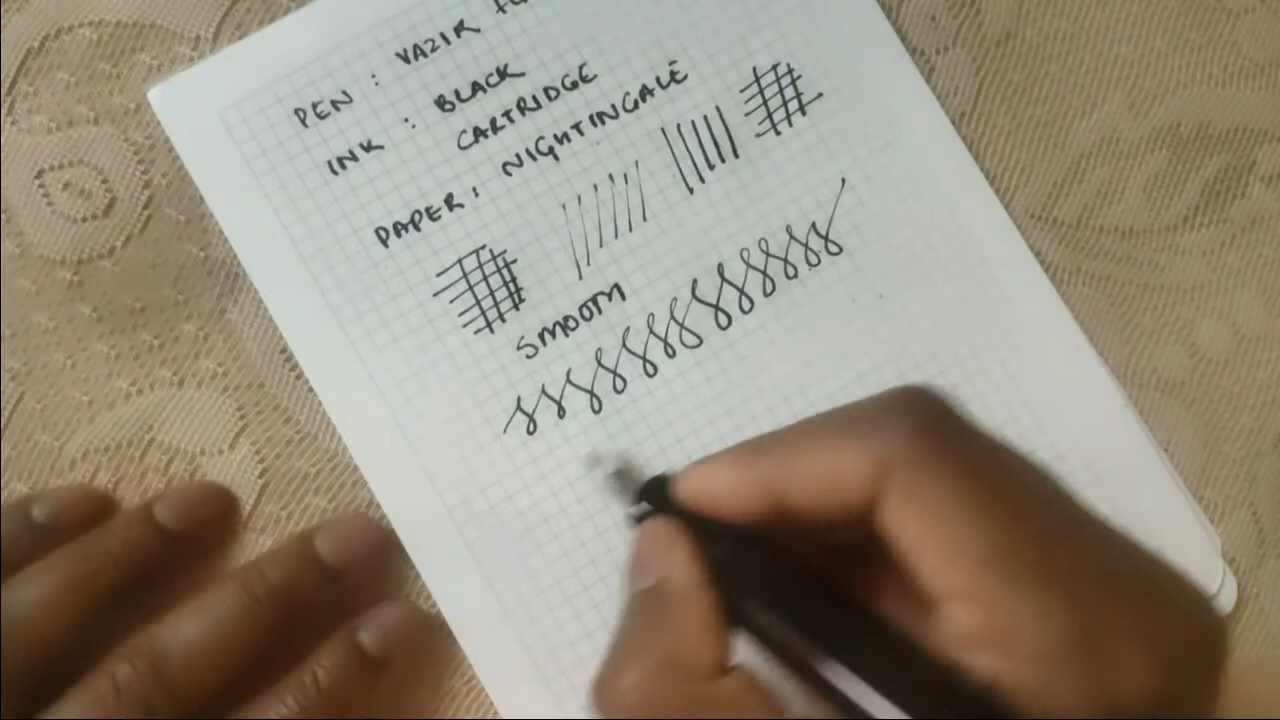 PEN : VAZIR
INK : BLACK
CARTRIDGE
PAPER : NIGHTINGALE
SMOOTH